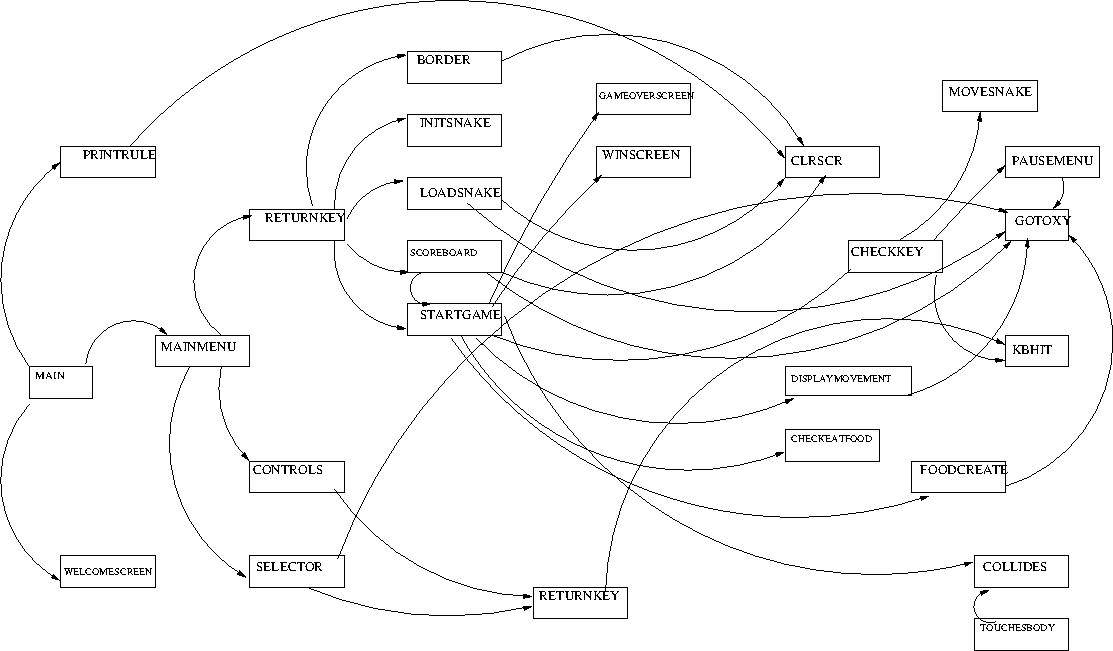 BORDER
MOVESNAKE
GAMEOVERSCREEN
INITSNAKE
PRINTRULE
WINSCREEN
CLRSCR
PAUSEMENU
LOADSNAKE
RETURNKEY
GOTOXY
SCOREBOARD
CHECKKEY
STARTGAME
MAINMENU
KBHIT
MAIN
DISPLAYMOVEMENT
CHECKEATFOOD
CONTROLS
FOODCREATE
WELCOMESCREEN
SELECTOR
COLLIDES
RETURNKEY
TOUCHESBODY